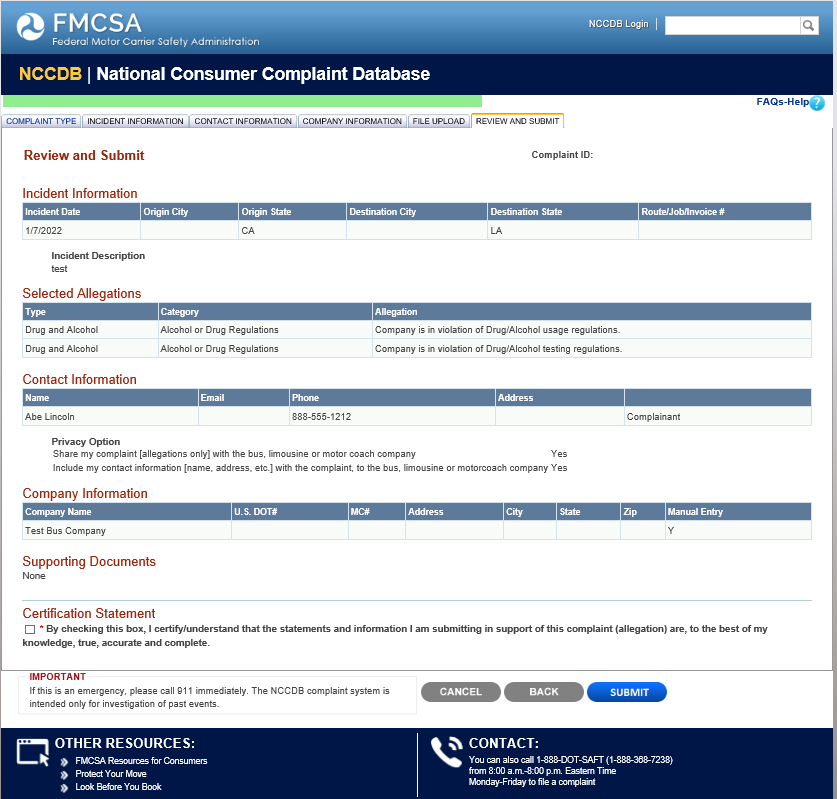 FMCSA
Federal Motor Carrier Safety Administration
NCCDB Login |
NCCDB | National Consumer Complaint Database
FAQs-Help ?
COMPLAINT TYPE INCIDENT INFORMATION CONTACT INFORMATION COMPANY INFORMATION FILE UPLOAD REVIEW AND SUBMIT
Review and Submit Complaint ID:
Incident Information
Incident Date Origin City Origin State Destination City Destination State Route/Job/Invoice #
1/7/2022 CA LA
Incident Description
test
Selected Allegations
Type Category Allegation
Drug and Alcohol Alcohol or Drug Regulations Company is in violation of Drug/Alcohol usage regulations.
Drug and Alcohol Alcohol or Drug Regulations Company is in violation of Drug/Alcohol testing regulations.
Contact Information
Name Email Phone Address
Abe Lincoln 888-555-1212 Complainant
Privacy Option
Share my complaint [allegations only] with the bus, limousine or motor coach company Yes
Include my contact information [name, address, etc.] with the complaint, to the bus, limousine or motorcoach company Yes
Company Information
Company Name U.S. DOT# MC# Address City State Zip Manual Entry
Test Bus Company Y
Supporting Documents
None
Certification Statement
* By checking this box, I certify/understand that the statements and information I am submitting in support of this complaint (allegation) are, to the best of my
knowledge, true, accurate and complete.
IMPORTANT
If this is an emergency, please call 911 immediately. The NCCDB complaint system is
intended only for investigation of past events.
CANCEL BACK SUBMIT
OTHER RESOURCES:
FMCSA Resources for Consumers
Protect Your Move
Look Before You Book
CONTACT:
You can also call 1-888-DOT-SAFT (1-888-368-7238)
from 8:00 a.m.-8:00 p.m. Eastern Time
Monday-Friday to file a complaint